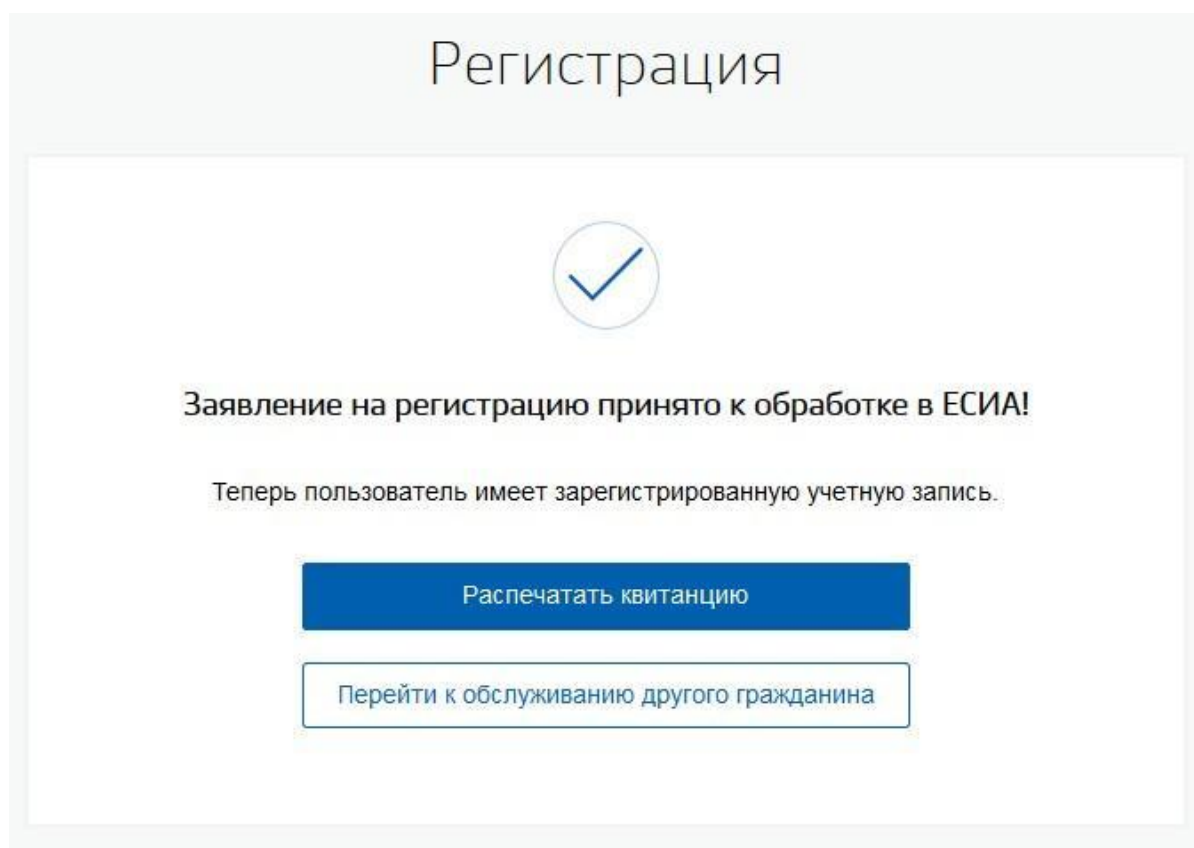 Регистрация
Заявление на регистрацию принято к обработке в ЕСИА!
Теперь пользователь имеет зарегистрированную учетную запись.
Распечатать квитанцию
Перейти к обслуживанию другого гражданина